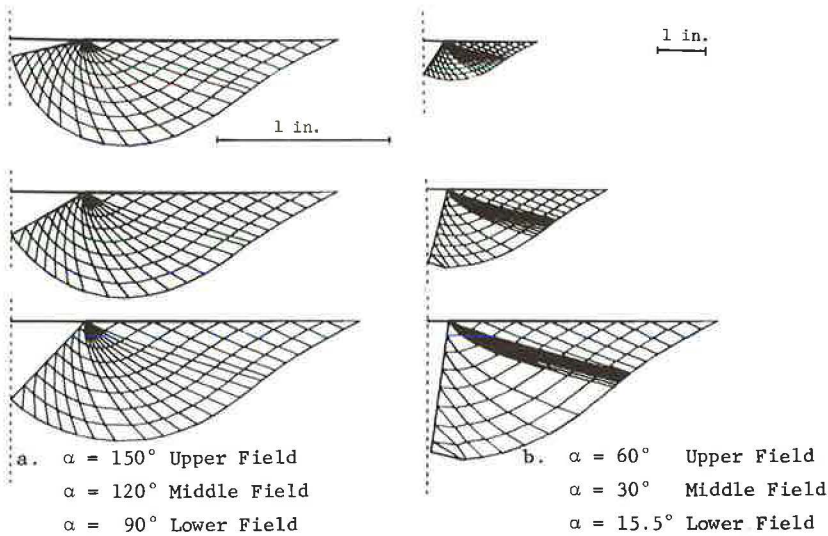 1 in.
1 in.
a. α = 150° Upper Field
α = 120° Middle Field
α = 90° Lower Field
b. α = 60° Upper Field
α = 30° Middle Field
α = 15.5° Lower Field